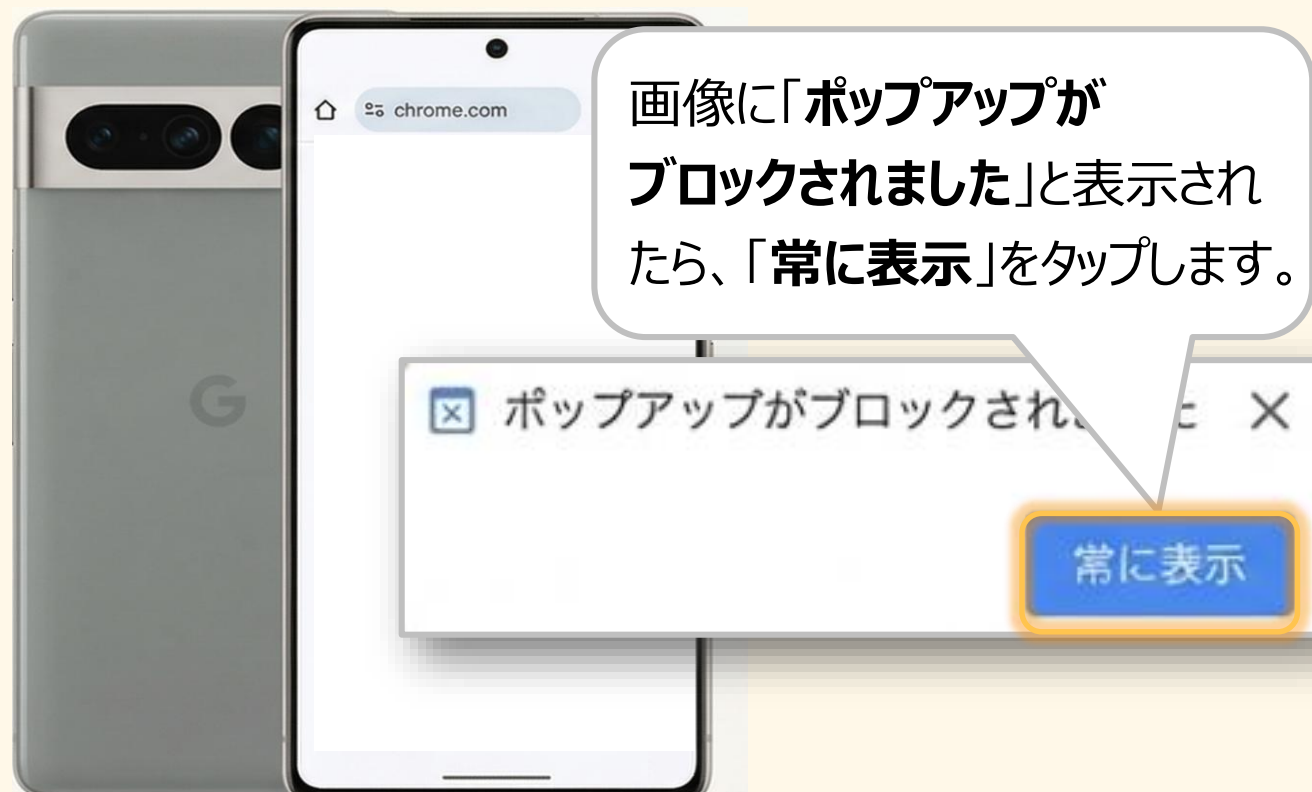 chrome.com
画像に「ポップアップが
ブロックされました」と表示され
たら、「常に表示」をタップします。
ポップアップがブロックされ
常に表示
G